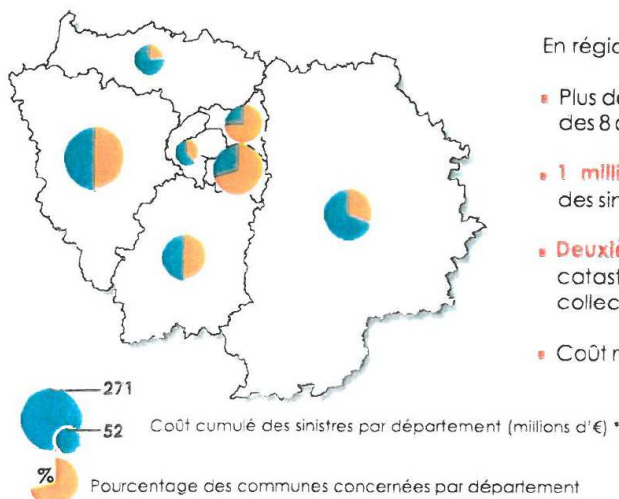 En régio
Plus de
des 8 d
1 milli
des sin
Deuxiè
catast
collec
Coût m
271
52
Coût cumulé des sinistres par département (millions d'€) *
%
Pourcentage des communes concernées par département